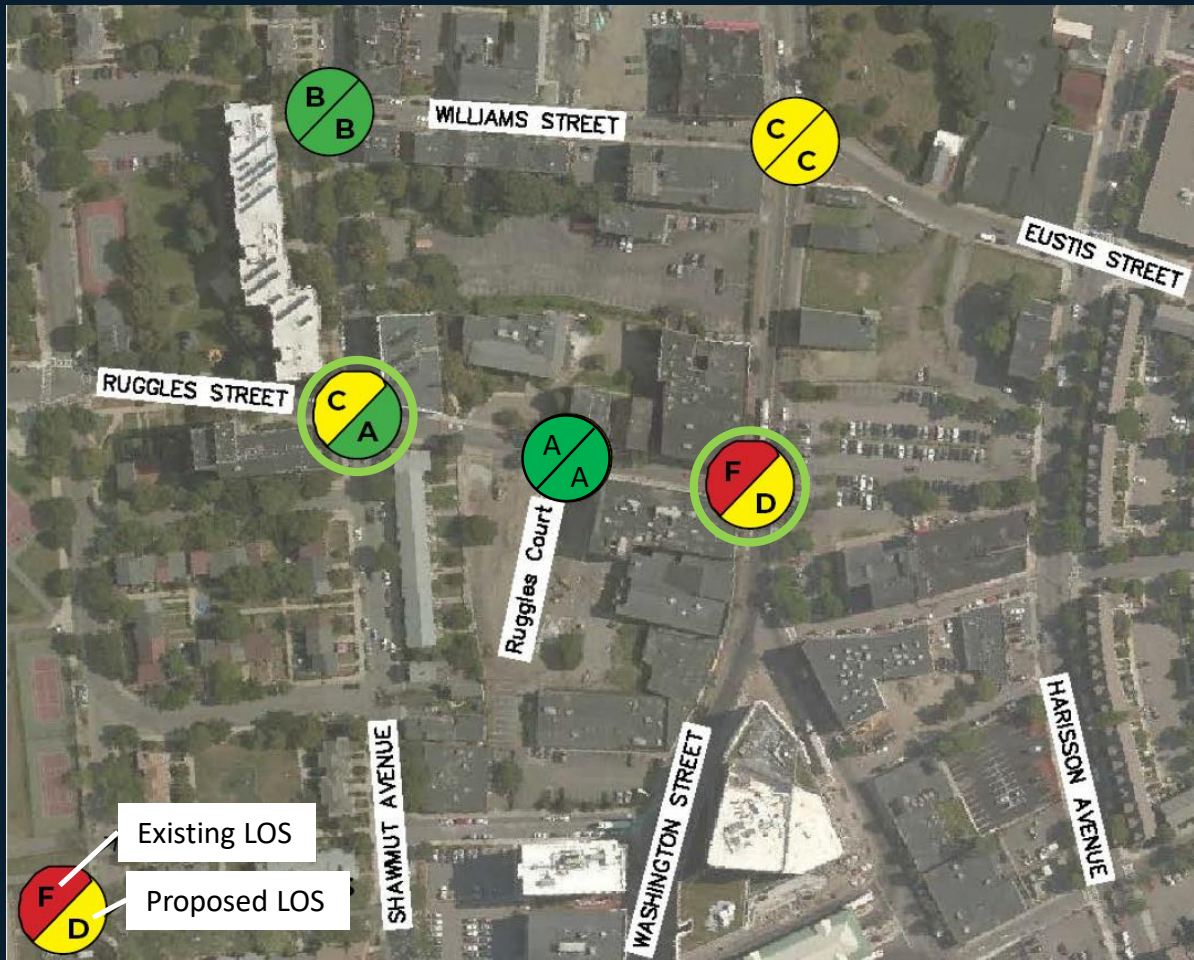 B
B
WILLIAMS STREET
C
C
EUSTIS STREET
RUGGLES STREET
C
A
A
A
F
D
Ruggles Court
SHAWMUT AVENUE
WASHINGTON STREET
HARISSON AVENUE
Existing LOS
F
D
Proposed LOS